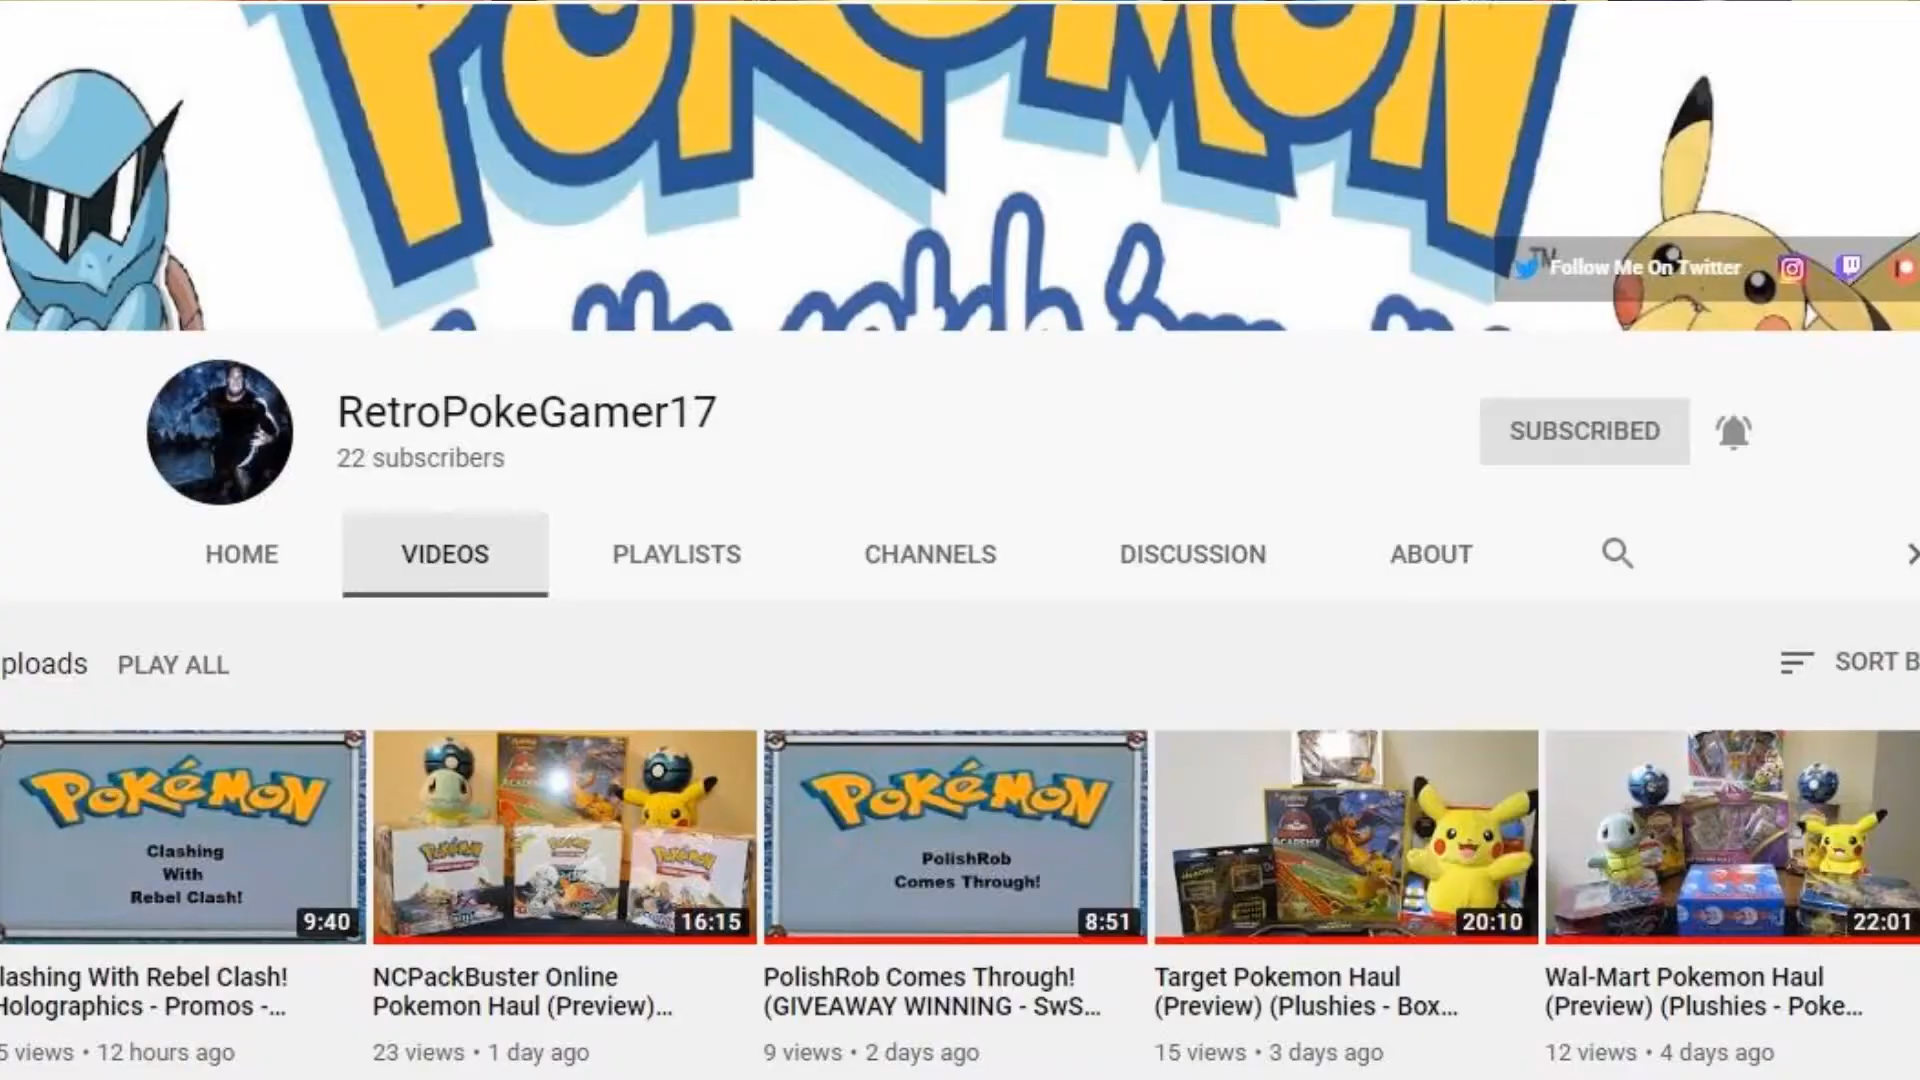 POKéMON
TM
Follow Me On Twitter
RetroPokeGamer17
22 subscribers
SUBSCRIBED
HOME
VIDEOS
PLAYLISTS
CHANNELS
DISCUSSION
ABOUT
ploads
PLAY ALL
SORT B
POKéMON
Clashing
With
Rebel Clash!
9:40
16:15
POKéMON
PolishRob
Comes Through!
8:51
20:10
22:01
lashing With Rebel Clash!
Holographics - Promos -...
5 views • 12 hours ago
NCPackBuster Online
Pokemon Haul (Preview)...
23 views • 1 day ago
PolishRob Comes Through!
(GIVEAWAY WINNING - SwS...
9 views • 2 days ago
Target Pokemon Haul
(Preview) (Plushies - Box...
15 views • 3 days ago
Wal-Mart Pokemon Haul
(Preview) (Plushies - Poke...
12 views • 4 days ago